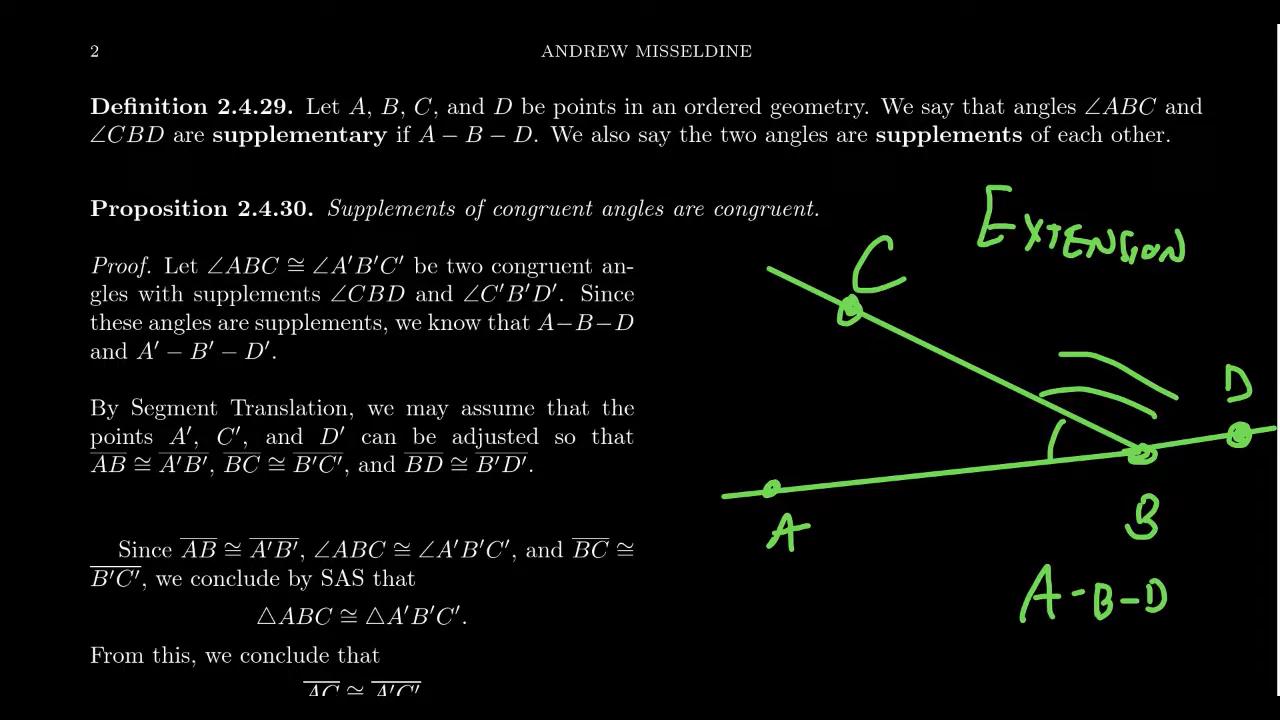 2
ANDREW MISSELDINE
Definition 2.4.29. Let A, B, C, and D be points in an ordered geometry. We say that angles ∠ABC and
∠CBD are supplementary if A − B − D. We also say the two angles are supplements of each other.
Proposition 2.4.30. Supplements of congruent angles are congruent.
Proof. Let ∠ABC ≅ ∠A′B′C′ be two congruent an-
gles with supplements ∠CBD and ∠C′B′D′. Since
these angles are supplements, we know that A−B−D
and A′ − B′ − D′.
By Segment Translation, we may assume that the
points A′, C′, and D′ can be adjusted so that
A̅B̅ ≅ A̅′B̅′, B̅C̅ ≅ B̅′C̅′, and B̅D̅ ≅ B̅′D̅′.
Since A̅B̅ ≅ A̅′B̅′, ∠ABC ≅ ∠A′B′C′, and B̅C̅ ≅
B̅′C̅′, we conclude by SAS that
△ABC ≅ △A′B′C′.
From this, we conclude that
A̅C̅ ≅ A̅′C̅′
EXTENSION
C
D
A
B
A-B-D